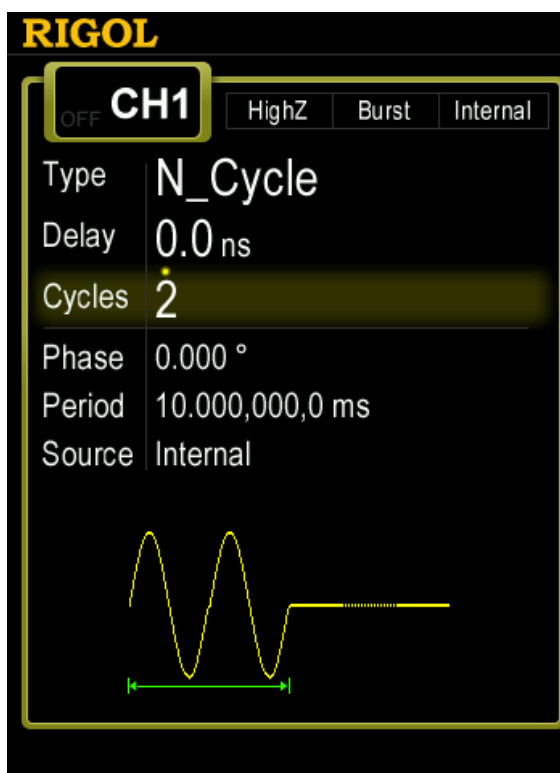 RIGOL
OFF CH1 HighZ Burst Internal
Type N_Cycle
Delay 0.0 ns
Cycles 2
Phase 0.000 °
Period 10.000,000,0 ms
Source Internal